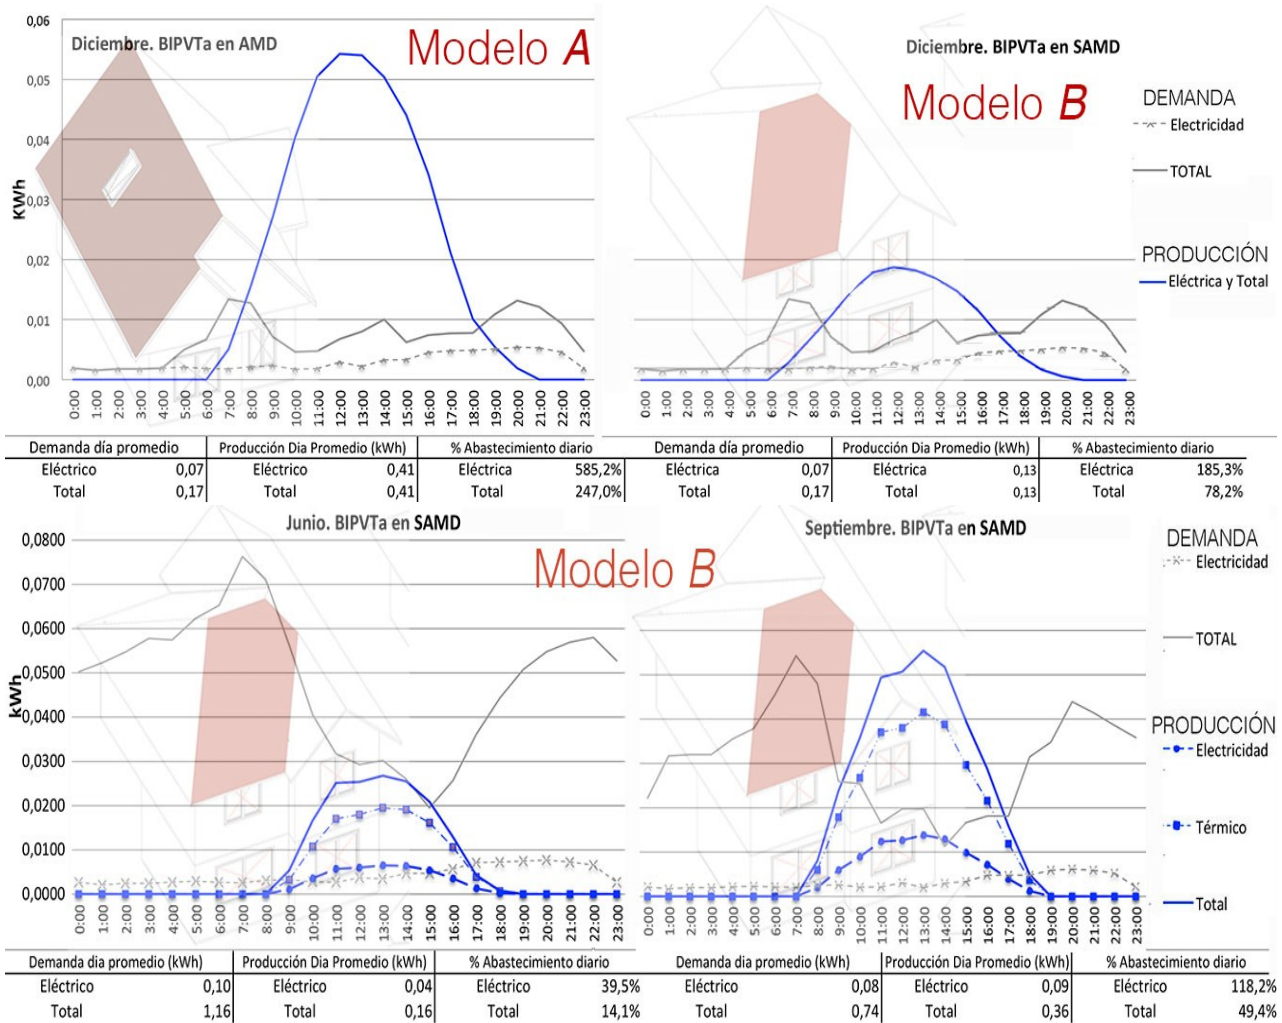 Diciembre. BIPVTa en AMD
Modelo A
Diciembre. BIPVTa en SAMD
Modelo B
KWh
0,06
0,05
0,04
0,03
0,02
0,01
0,00
0:00 1:00 2:00 3:00 4:00 5:00 6:00 7:00 8:00 9:00 10:00 11:00 12:00 13:00 14:00 15:00 16:00 17:00 18:00 19:00 20:00 21:00 22:00 23:00
0:00 1:00 2:00 3:00 4:00 5:00 6:00 7:00 8:00 9:00 10:00 11:00 12:00 13:00 14:00 15:00 16:00 17:00 18:00 19:00 20:00 21:00 22:00 23:00
DEMANDA
Electricidad
TOTAL
PRODUCCIÓN
Eléctrica y Total
Demanda día promedio Producción Dia Promedio (kWh) % Abastecimiento diario
Eléctrico 0,07 Eléctrico 0,41 Eléctrica 585,2%
Total 0,17 Total 0,41 Total 247,0%
Demanda día promedio Producción Dia Promedio (kWh) % Abastecimiento diario
Eléctrica 0,07 Eléctrica 0,13 Eléctrica 185,3%
Total 0,17 Total 0,13 Total 78,2%
Junio. BIPVTa en SAMD
Modelo B
Septiembre. BIPVTa en SAMD
kWh
0,0800
0,0700
0,0600
0,0500
0,0400
0,0300
0,0200
0,0100
0,0000
0:00 1:00 2:00 3:00 4:00 5:00 6:00 7:00 8:00 9:00 10:00 11:00 12:00 13:00 14:00 15:00 16:00 17:00 18:00 19:00 20:00 21:00 22:00 23:00
0:00 1:00 2:00 3:00 4:00 5:00 6:00 7:00 8:00 9:00 10:00 11:00 12:00 13:00 14:00 15:00 16:00 17:00 18:00 19:00 20:00 21:00 22:00 23:00
DEMANDA
Electricidad
TOTAL
PRODUCCIÓN
Electricidad
Térmico
Total
Demanda dia promedio (kWh) Producción Dia Promedio (kWh) % Abastecimiento diario
Eléctrico 0,10 Eléctrico 0,04 Eléctrico 39,5%
Total 1,16 Total 0,16 Total 14,1%
Demanda dia promedio (kWh) Producción Dia Promedio (kWh) % Abastecimiento diario
Eléctrico 0,08 Eléctrico 0,09 Eléctrico 118,2%
Total 0,74 Total 0,36 Total 49,4%